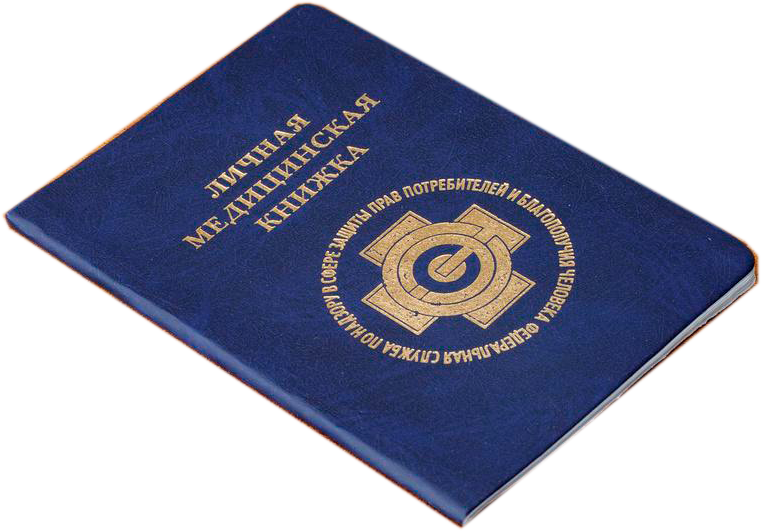 ЛИЧНАЯ
МЕДИЦИНСКАЯ
КНИЖКА
ФЕДЕРАЛЬНАЯ СЛУЖБА ПО НАДЗОРУ В СФЕРЕ ЗАЩИТЫ ПРАВ ПОТРЕБИТЕЛЕЙ И БЛАГОПОЛУЧИЯ ЧЕЛОВЕКА